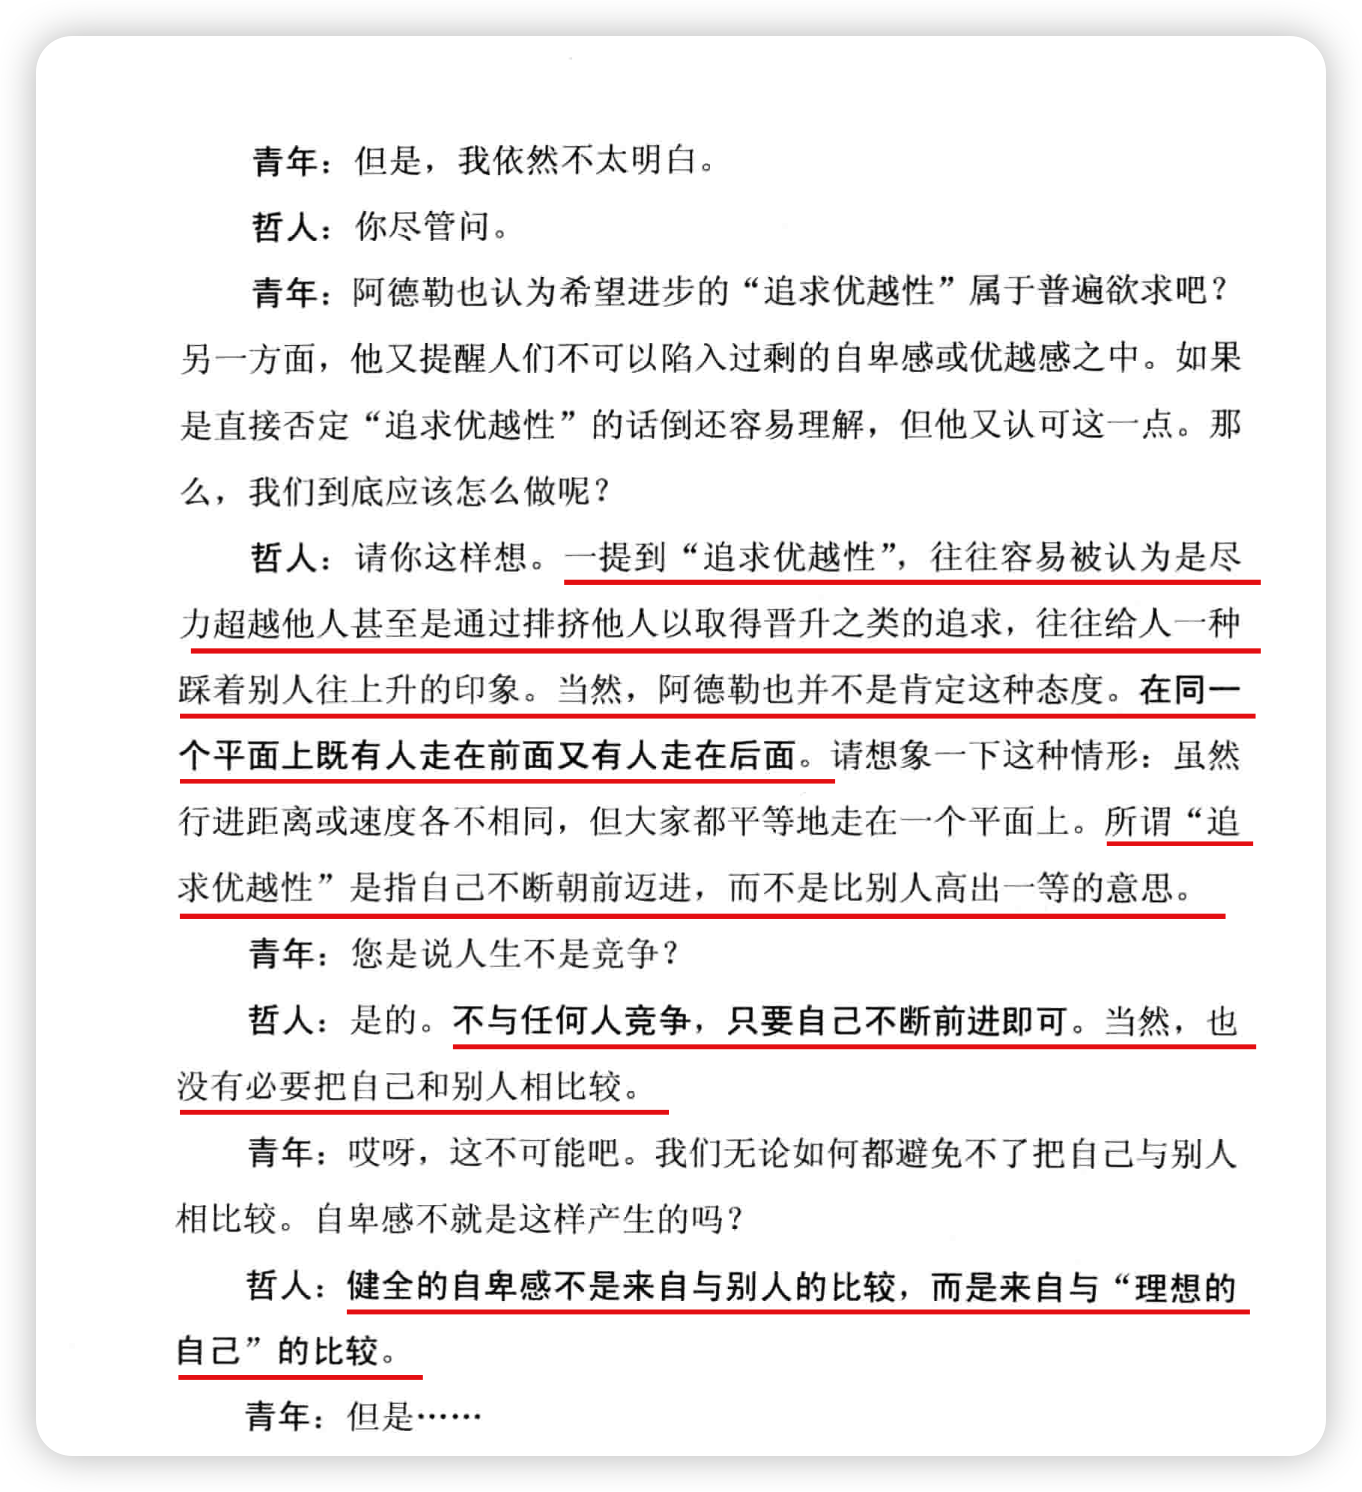 青年：但是，我依然不太明白。
哲人：你尽管问。
青年：阿德勒也认为希望进步的“追求优越性”属于普遍欲求吧？
另一方面，他又提醒人们不可以陷入过剩的自卑感或优越感之中。如果
是直接否定“追求优越性”的话倒还容易理解，但他又认可这一点。那
么，我们到底应该怎么做呢？
哲人：请你这样想。一提到“追求优越性”，往往容易被认为是尽
力超越他人甚至是通过排挤他人以取得晋升之类的追求，往往给人一种
踩着别人往上升的印象。当然，阿德勒也并不是肯定这种态度。在同一
个平面上既有人走在前面又有人走在后面。请想象一下这种情形：虽然
行进距离或速度各不相同，但大家都平等地走在一个平面上。所谓“追
求优越性”是指自己不断朝前迈进，而不是比别人高出一等的意思。
青年：您是说人生不是竞争？
哲人：是的。不与任何人竞争，只要自己不断前进即可。当然，也
没有必要把自己和别人相比较。
青年：哎呀，这不可能吧。我们无论如何都避免不了把自己与别人
相比较。自卑感不就是这样产生的吗？
哲人：健全的自卑感不是来自与别人的比较，而是来自与“理想的
自己”的比较。
青年：但是……